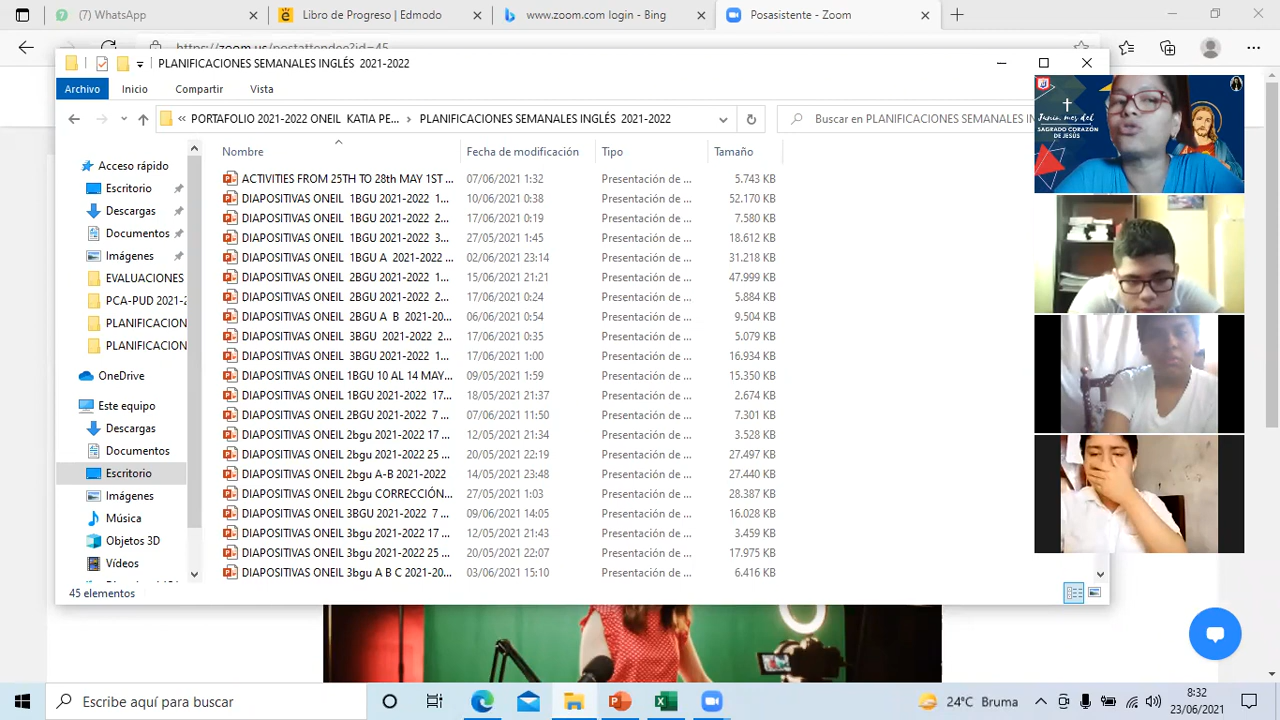 Libro de Progreso | Edmodo
www.zoom.com - Bing
Posasistente - Zoom
https://zoom.us/postattendee?id=45
PLANIFICACIONES SEMANALES INGLÉS 2021-2022
Archivo Inicio Compartir Vista
PORTAFOLIO 2021-2022 ONEIL KATIA PE... > PLANIFICACIONES SEMANALES INGLÉS 2021-2022
Buscar en PLANIFICACIONES SEMANALES IN
Nombre Fecha de modificación Tipo Tamaño
Acceso rápido
Escritorio
Descargas
Documentos
Imágenes
EVALUACIONES
PCA-PUD 2021-2
PLANIFICACION
PLANIFICACION
OneDrive
Este equipo
Descargas
Documentos
Escritorio
Imágenes
Música
Objetos 3D
Vídeos
ACTIVITIES FROM 25TH TO 28th MAY 1ST ... 07/06/2021 1:32 Presentación de ... 5.743 KB
DIAPOSITIVAS ONEIL 1BGU 2021-2022 1... 10/06/2021 0:38 Presentación de ... 52.170 KB
DIAPOSITIVAS ONEIL 1BGU 2021-2022 2... 17/06/2021 0:19 Presentación de ... 7.580 KB
DIAPOSITIVAS ONEIL 1BGU 2021-2022 3... 27/05/2021 1:45 Presentación de ... 18.612 KB
DIAPOSITIVAS ONEIL 1BGU A 2021-2022 ... 02/06/2021 23:14 Presentación de ... 31.218 KB
DIAPOSITIVAS ONEIL 2BGU 2021-2022 1... 15/06/2021 21:21 Presentación de ... 47.999 KB
DIAPOSITIVAS ONEIL 2BGU 2021-2022 2... 17/06/2021 0:24 Presentación de ... 5.884 KB
DIAPOSITIVAS ONEIL 2BGU A B 2021-20... 06/06/2021 0:54 Presentación de ... 9.504 KB
DIAPOSITIVAS ONEIL 3BGU 2021-2022 2... 17/06/2021 0:35 Presentación de ... 5.079 KB
DIAPOSITIVAS ONEIL 3BGU 2021-2022 1... 17/06/2021 1:00 Presentación de ... 16.934 KB
DIAPOSITIVAS ONEIL 1BGU 10 AL 14 MAY... 09/05/2021 1:59 Presentación de ... 15.350 KB
DIAPOSITIVAS ONEIL 1BGU 2021-2022 17... 18/05/2021 21:37 Presentación de ... 2.674 KB
DIAPOSITIVAS ONEIL 2BGU 2021-2022 7 ... 07/06/2021 11:50 Presentación de ... 7.301 KB
DIAPOSITIVAS ONEIL 2bgu 2021-2022 17 ... 12/05/2021 21:34 Presentación de ... 3.528 KB
DIAPOSITIVAS ONEIL 2bgu 2021-2022 25 ... 20/05/2021 22:19 Presentación de ... 27.497 KB
DIAPOSITIVAS ONEIL 2bgu A-B 2021-2022 14/05/2021 23:48 Presentación de ... 27.440 KB
DIAPOSITIVAS ONEIL 2bgu CORRECCIÓN... 27/05/2021 1:03 Presentación de ... 28.387 KB
DIAPOSITIVAS ONEIL 3BGU 2021-2022 7 ... 09/06/2021 14:05 Presentación de ... 16.028 KB
DIAPOSITIVAS ONEIL 3bgu 2021-2022 17 ... 12/05/2021 21:43 Presentación de ... 3.459 KB
DIAPOSITIVAS ONEIL 3bgu 2021-2022 25 ... 20/05/2021 22:07 Presentación de ... 17.975 KB
DIAPOSITIVAS ONEIL 3bgu A B C 2021-20... 03/06/2021 15:10 Presentación de ... 6.416 KB
45 elementos
Junio, mes del
SAGRADO CORAZÓN
DE JESÚS
Escribe aquí para buscar
24°C Bruma
8:32
23/06/2021